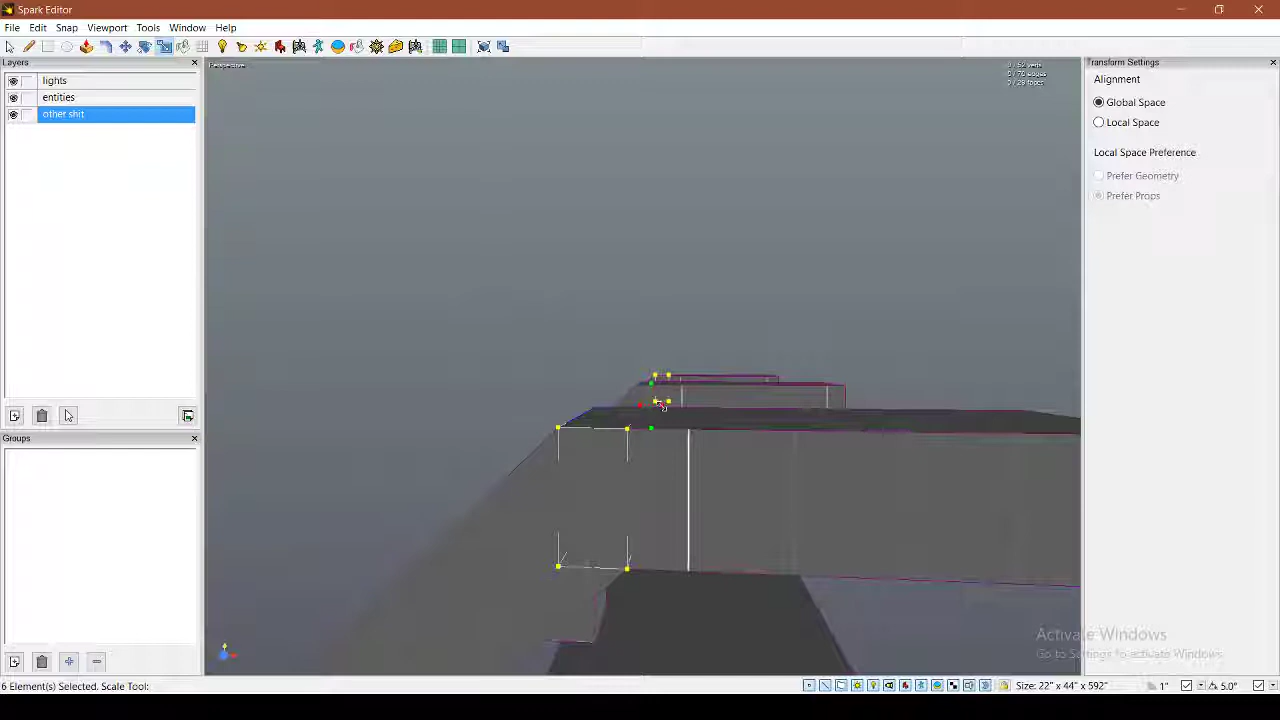 Spark Editor
File Edit Snap Viewport Tools Window Help
Layers
Perspective
Transform Settings
lights
entities
other shit
Alignment
Global Space
Local Space
Local Space Preference
Prefer Geometry
Prefer Props
Groups
Activate Windows
Go to Settings to activate Windows.
6 Element(s) Selected. Scale Tool:
Size: 22" x 44" x 592"
1"
5.0°